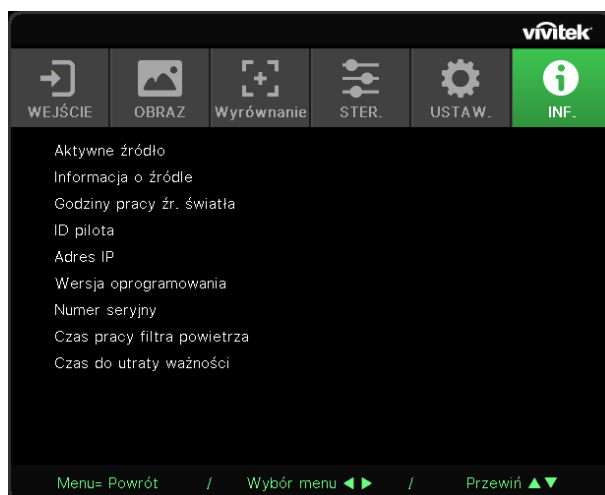 vivitek
WEJŚCIE OBRAZ Wyrównanie STER. USTAW. INF.
Aktywne źródło
Informacja o źródle
Godziny pracy źr. światła
ID pilota
Adres IP
Wersja oprogramowania
Numer seryjny
Czas pracy filtra powietrza
Czas do utraty ważności
Menu= Powrót / Wybór menu ◀ ▶ / Przewiń ▲▼